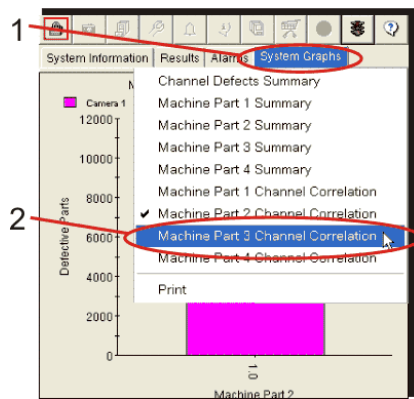 1
System Information Results Alarms System Graphs
M
Camera 1
Channel Defects Summary
Machine Part 1 Summary
Machine Part 2 Summary
Machine Part 3 Summary
Machine Part 4 Summary
Machine Part 1 Channel Correlation
Machine Part 2 Channel Correlation
2
Machine Part 3 Channel Correlation
Machine Part 4 Channel Correlation
Print
12000
10000
8000
6000
4000
2000
0
Defective Parts
1.0
Machine Part 2